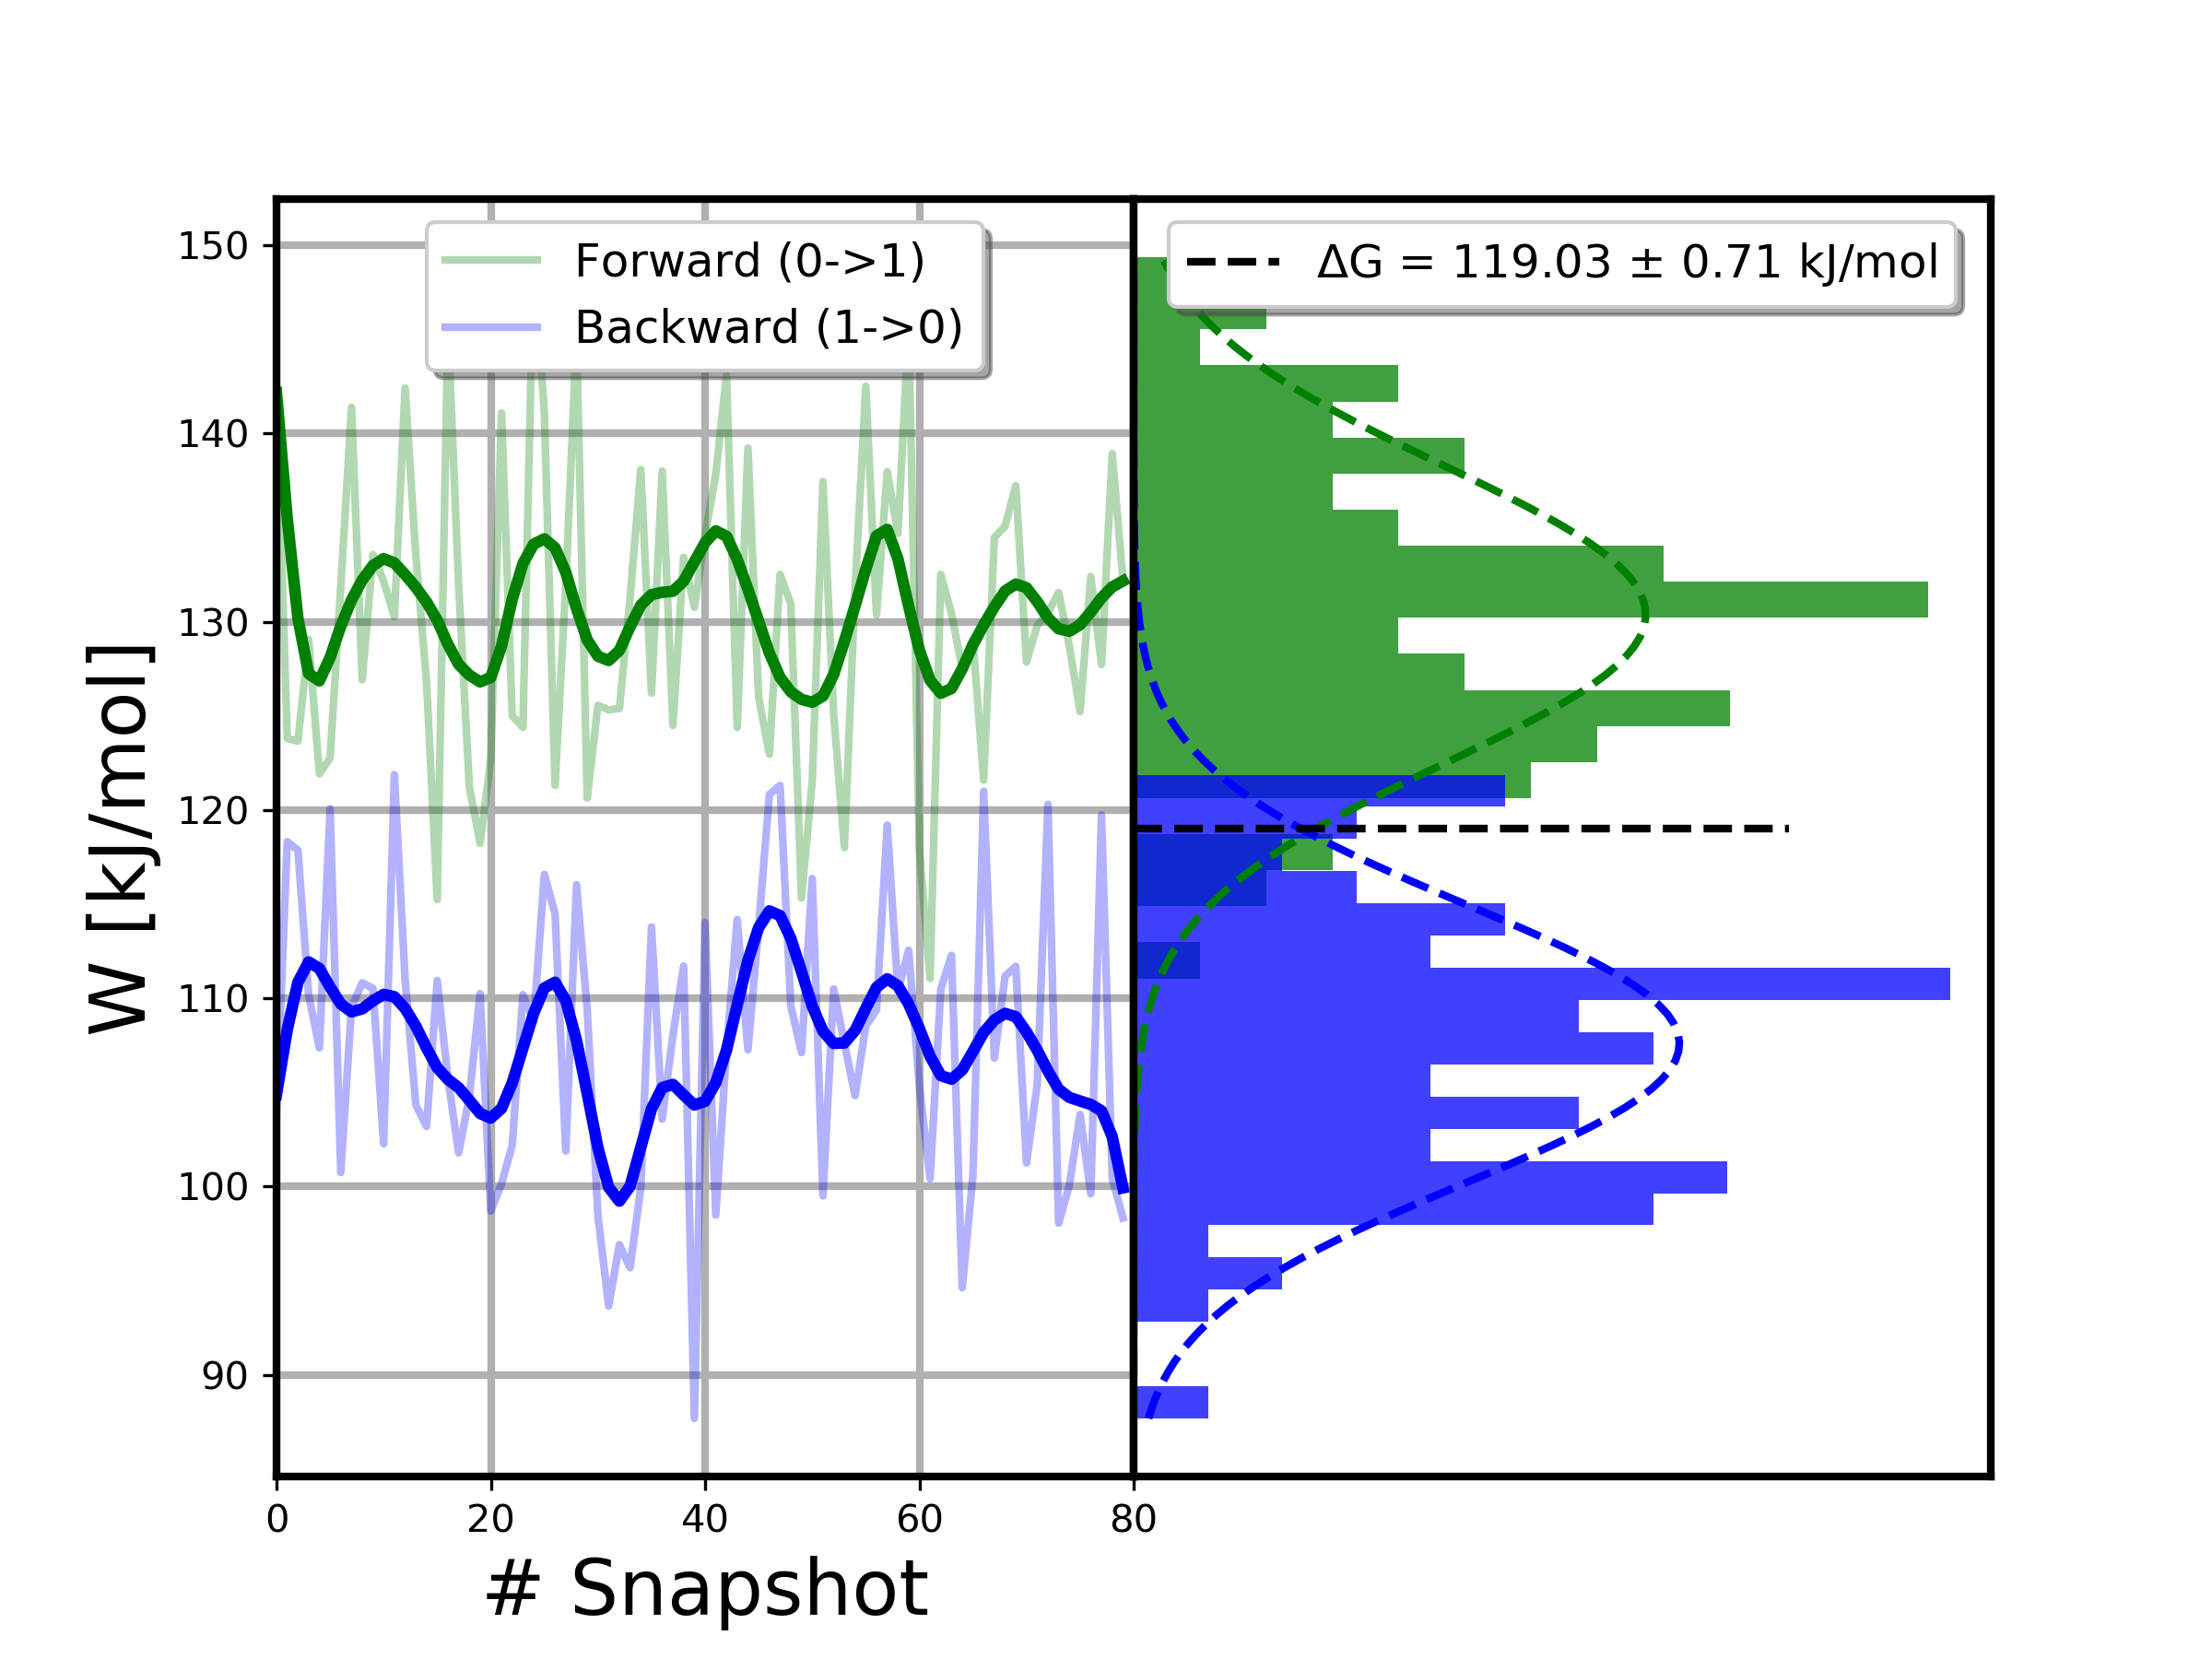 150
140
130
120
110
100
90
W [kJ/mol]
Forward (0->1)
Backward (1->0)
ΔG = 119.03 ± 0.71 kJ/mol
0 20 40 60 80
# Snapshot